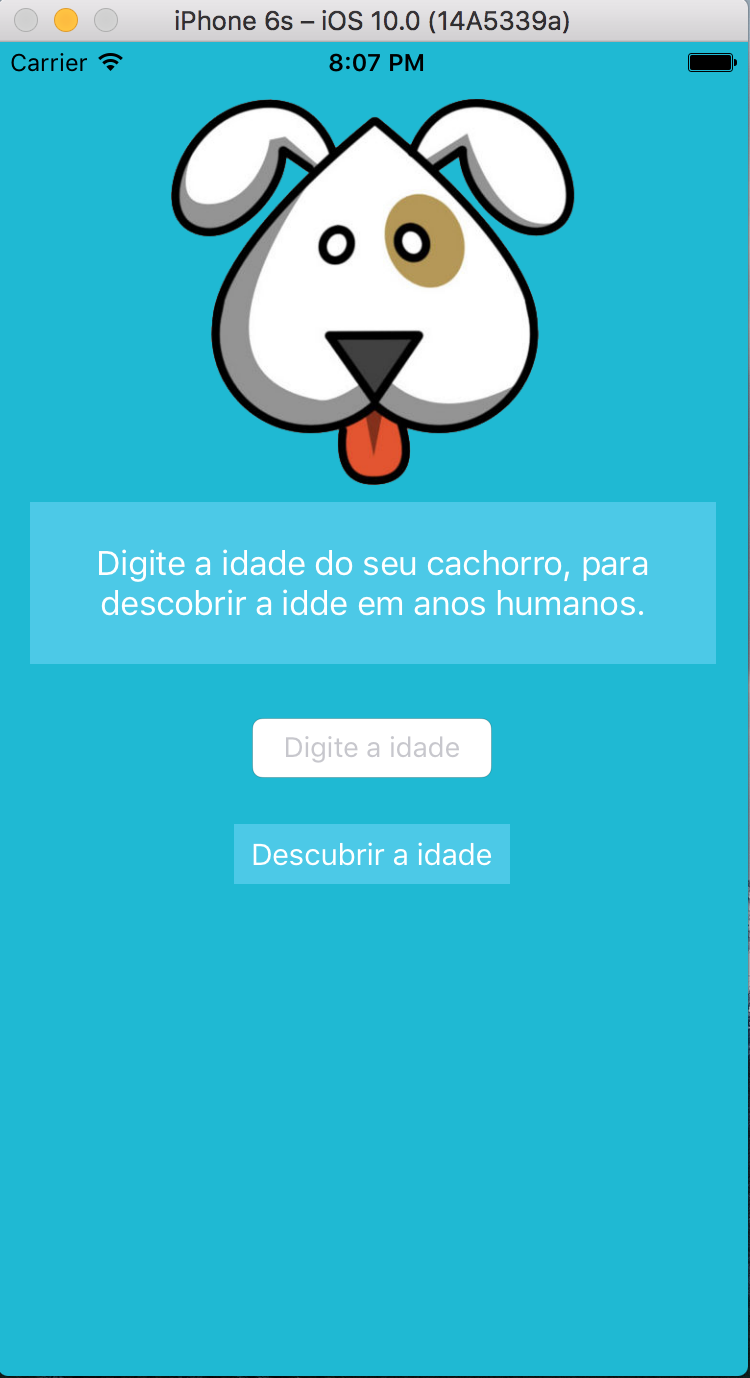 iPhone 6s – iOS 10.0 (14A5339a)
Carrier 8:07 PM
Digite a idade do seu cachorro, para
descobrir a idde em anos humanos.
Digite a idade
Descubrir a idade